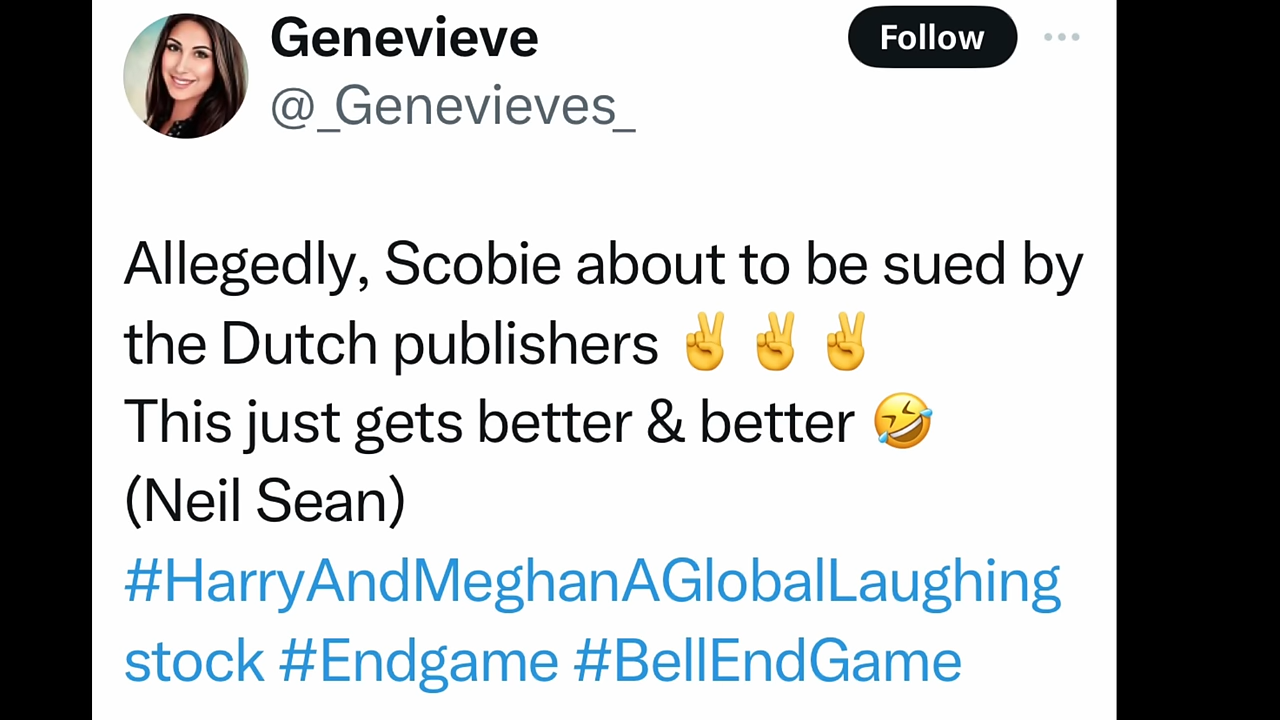 Genevieve
Follow
@_Genevieves_
Allegedly, Scobie about to be sued by
the Dutch publishers ✌️✌️✌️
This just gets better & better 🤣
(Neil Sean)
#HarryAndMeghanAGlobalLaughing
stock #Endgame #BellEndGame